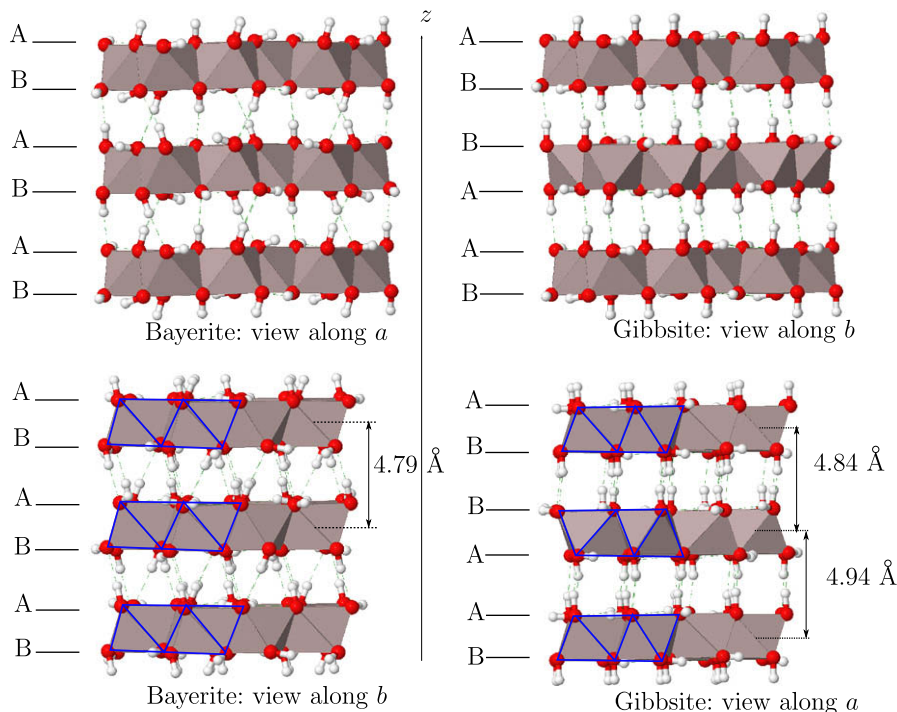 z
A
B
A
B
A
B
Bayerite: view along a
A
B
B
A
A
B
Gibbsite: view along b
A
B
A
B
A
B
4.79 Å
Bayerite: view along b
A
B
B
A
A
B
4.84 Å
4.94 Å
Gibbsite: view along a